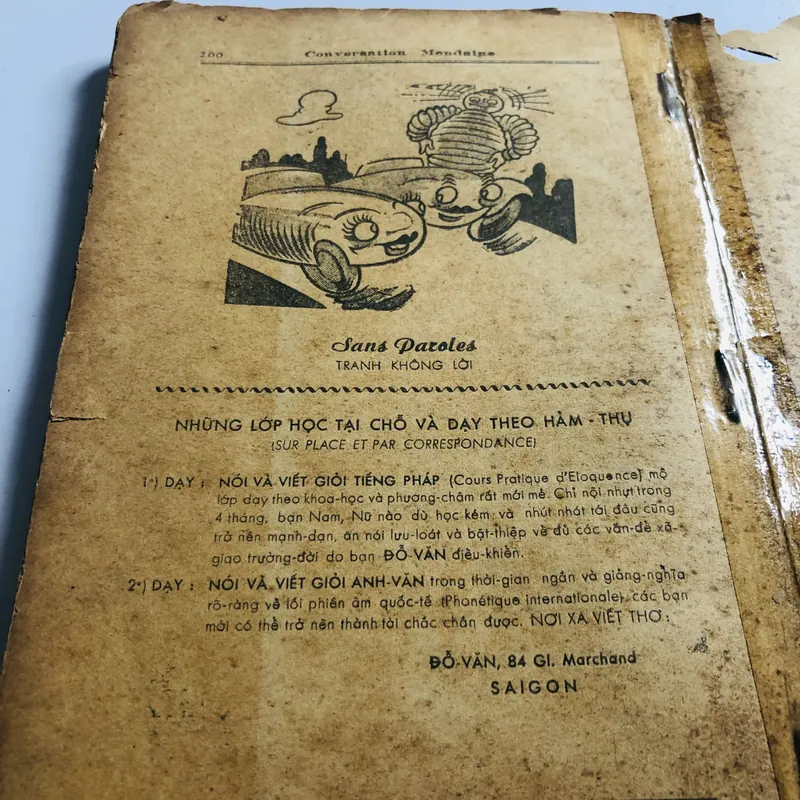 200 Conversation Mondaine
Sans Paroles
TRANH KHÔNG LỜI
NHỮNG LỚP HỌC TẠI CHỖ VÀ DẠY THEO HÀM - THỤ
(SUR PLACE ET PAR CORRESPONDANCE)
1°) DẠY : NÓI VÀ VIẾT GIỎI TIẾNG PHÁP (Cours Pratique d'Eloquence) mộ
lớp dạy theo khoa-học và phương-châm rất mới mẻ. Chỉ nội nhựt trong
4 tháng, bạn Nam, Nữ nào dù học kém và nhút nhát tới đâu cũng
trở nên mạnh-dạn, ăn nói lưu-loát và bặt-thiệp về đủ các vấn-đề xã-
giao trường-đời do bạn ĐỖ-VĂN điều-khiển.
2°) DẠY : NÓI VÀ VIẾT GIỎI ANH-VĂN trong thời-gian ngắn và giảng-nghĩa
rõ-ràng về lối phiên âm quốc-tế (Phonétique internationale) các bạn
mới có thể trở nên thành tài chắc chắn được. NƠI XA VIẾT THƠ :
ĐỖ-VĂN, 84 Gl. Marchand
SAIGON